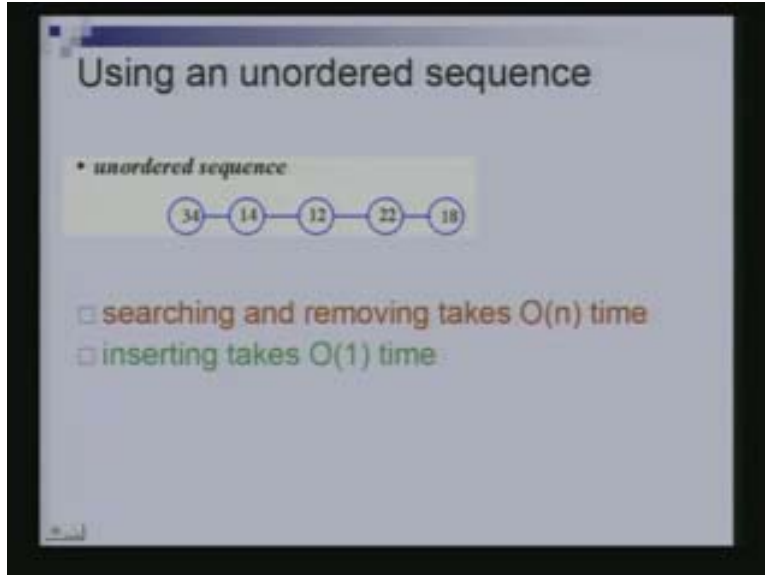 Using an unordered sequence
• unordered sequence
34 14 12 22 18
searching and removing takes O(n) time
inserting takes O(1) time